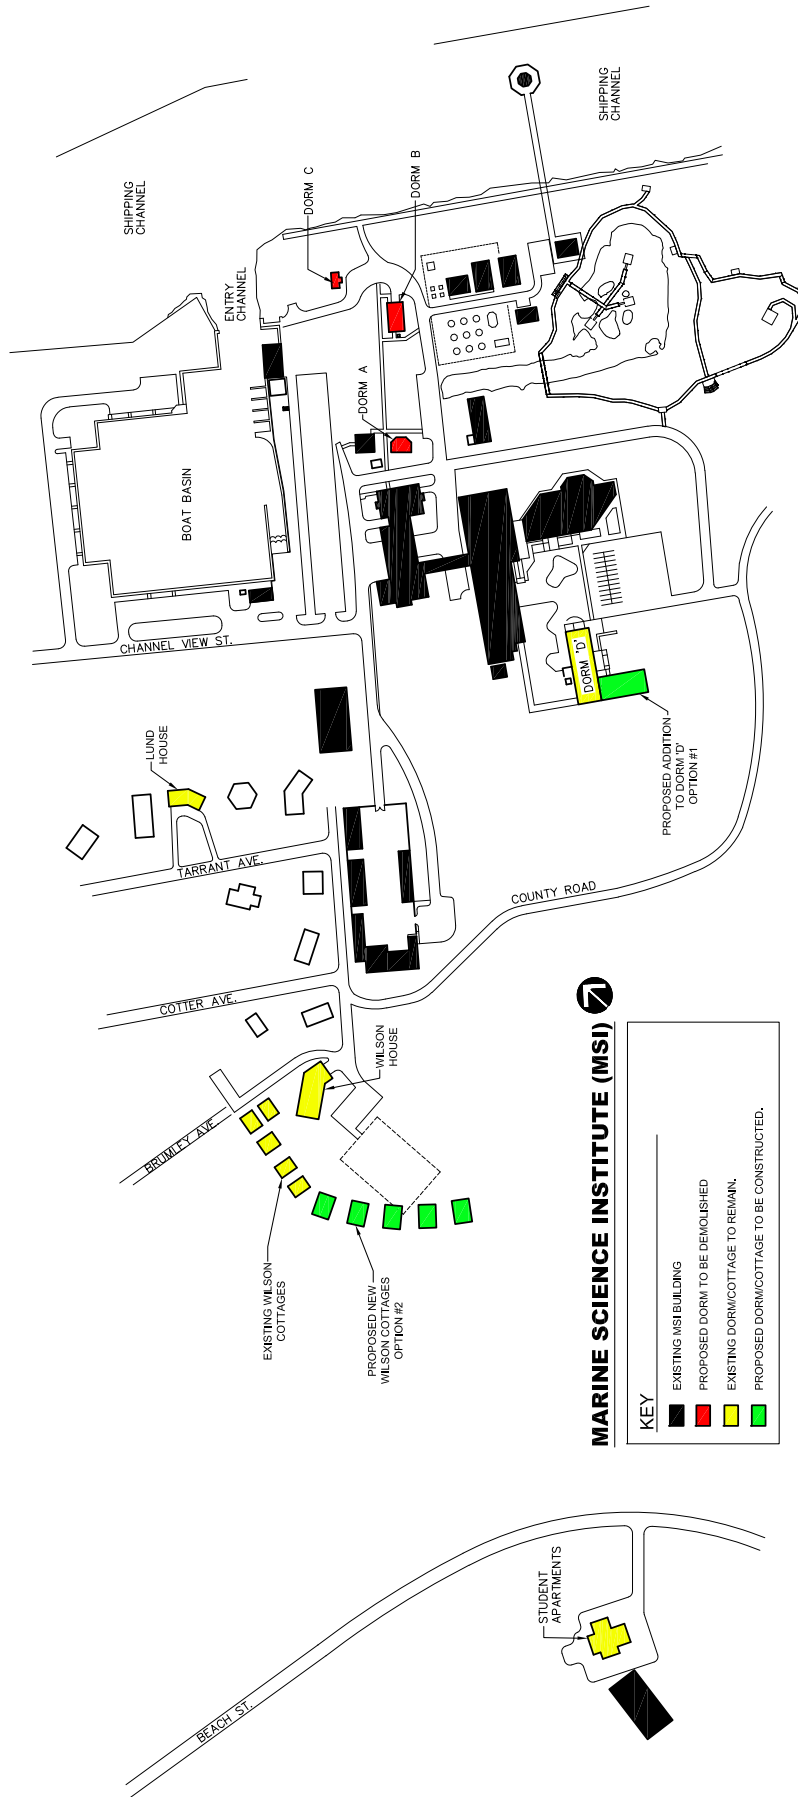 SHIPPING
CHANNEL
SHIPPING
CHANNEL
ENTRY
CHANNEL
DORM C
DORM B
DORM A
BOAT BASIN
CHANNEL VIEW ST.
DORM 'D'
PROPOSED ADDITION
TO DORM 'D'
OPTION #1
LUND
HOUSE
TARRANT AVE.
COUNTY ROAD
COTTER AVE.
WILSON
HOUSE
BRUMLEY AVE.
EXISTING WILSON
COTTAGES
PROPOSED NEW
WILSON COTTAGES
OPTION #2
MARINE SCIENCE INSTITUTE (MSI)
KEY
EXISTING MSI BUILDING
PROPOSED DORM TO BE DEMOLISHED
EXISTING DORM/COTTAGE TO REMAIN.
PROPOSED DORM/COTTAGE TO BE CONSTRUCTED.
STUDENT
APARTMENTS
BEACH ST.